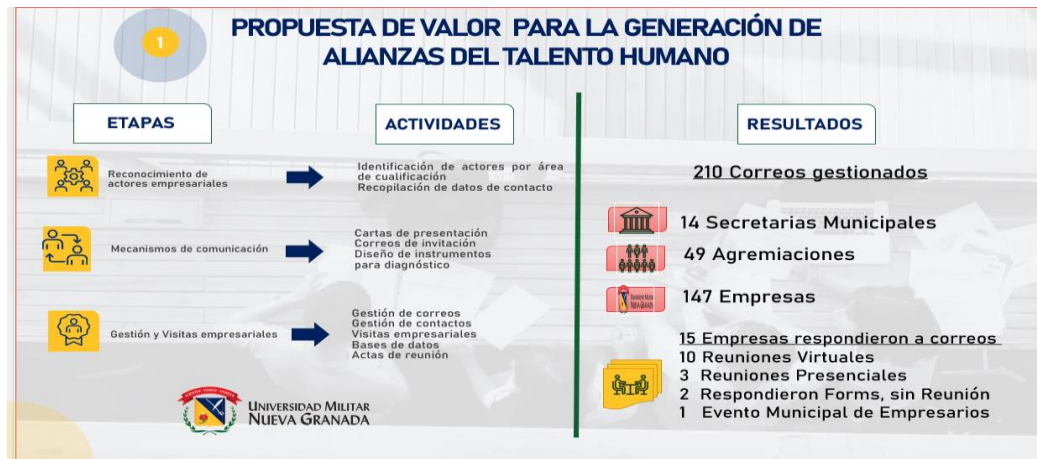 1
PROPUESTA DE VALOR PARA LA GENERACIÓN DE
ALIANZAS DEL TALENTO HUMANO
ETAPAS
ACTIVIDADES
RESULTADOS
Reconocimiento de
actores empresariales
Identificación de actores por área
de cualificación
Recopilación de datos de contacto
Mecanismos de comunicación
Cartas de presentación
Correos de invitación
Diseño de instrumentos
para diagnóstico
Gestión y Visitas empresariales
Gestión de correos
Gestión de contactos
Visitas empresariales
Bases de datos
Actas de reunión
210 Correos gestionados
14 Secretarias Municipales
49 Agremiaciones
147 Empresas
15 Empresas respondieron a correos
10 Reuniones Virtuales
3 Reuniones Presenciales
2 Respondieron Forms, sin Reunión
1 Evento Municipal de Empresarios
UNIVERSIDAD MILITAR
NUEVA GRANADA